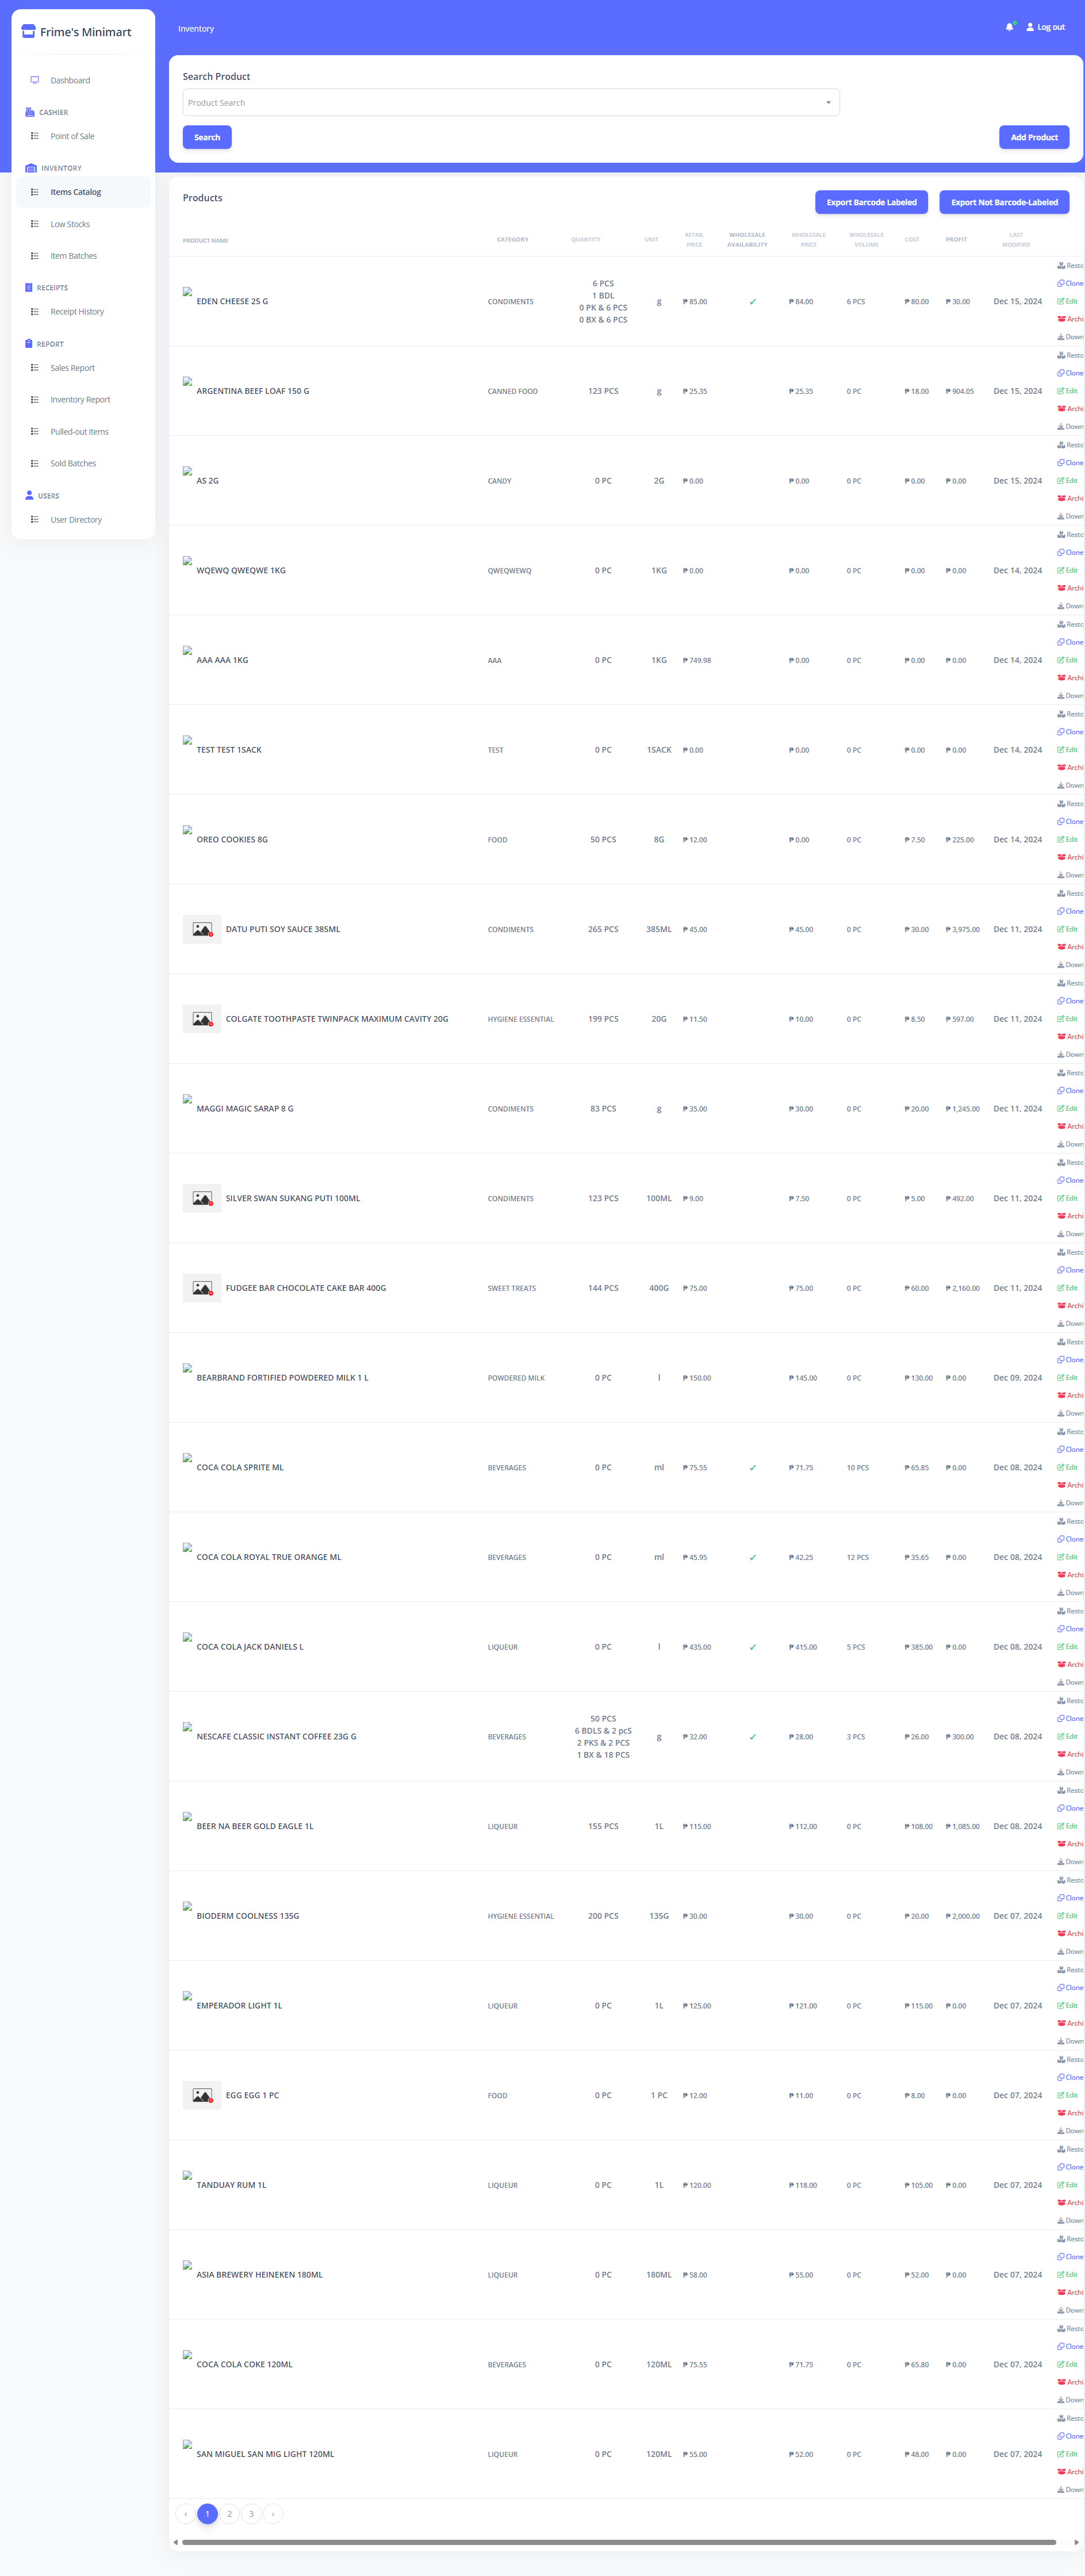 Frime's Minimart
Dashboard
CASHIER
Point of Sale
INVENTORY
Items Catalog
Low Stocks
Item Batches
RECEIPTS
Receipt History
REPORT
Sales Report
Inventory Report
Pulled-out Items
Sold Batches
USERS
User Directory
Inventory
Log out
Search Product
Product Search
Search
Add Product
Products
Export Barcode Labeled
Export Not Barcode-Labeled
PRODUCT NAME CATEGORY QUANTITY UNIT RETAIL PRICE WHOLESALE AVAILABILITY WHOLESALE PRICE WHOLESALE VOLUME COST PROFIT LAST MODIFIED
EDEN CHEESE 25 G CONDIMENTS
6 PCS
1 BDL
0 PK & 6 PCS
0 BX & 6 PCS
g ₱ 85.00 ✓ ₱ 84.00 6 PCS ₱ 80.00 ₱ 30.00 Dec 15, 2024
Resto
Clone
Edit
Archi
Down
ARGENTINA BEEF LOAF 150 G CANNED FOOD 123 PCS g ₱ 25.35 ₱ 25.35 0 PC ₱ 18.00 ₱ 904.05 Dec 15, 2024
Resto
Clone
Edit
Archi
Down
AS 2G CANDY 0 PC 2G ₱ 0.00 ₱ 0.00 0 PC ₱ 0.00 ₱ 0.00 Dec 15, 2024
Resto
Clone
Edit
Archi
Down
WQEWQ QWEQWE 1KG QWEQWEWQ 0 PC 1KG ₱ 0.00 ₱ 0.00 0 PC ₱ 0.00 ₱ 0.00 Dec 14, 2024
Resto
Clone
Edit
Archi
Down
AAA AAA 1KG AAA 0 PC 1KG ₱ 749.98 ₱ 0.00 0 PC ₱ 0.00 ₱ 0.00 Dec 14, 2024
Resto
Clone
Edit
Archi
Down
TEST TEST 1SACK TEST 0 PC 1SACK ₱ 0.00 ₱ 0.00 0 PC ₱ 0.00 ₱ 0.00 Dec 14, 2024
Resto
Clone
Edit
Archi
Down
OREO COOKIES 8G FOOD 50 PCS 8G ₱ 12.00 ₱ 0.00 0 PC ₱ 7.50 ₱ 225.00 Dec 14, 2024
Resto
Clone
Edit
Archi
Down
DATU PUTI SOY SAUCE 385ML CONDIMENTS 265 PCS 385ML ₱ 45.00 ₱ 45.00 0 PC ₱ 30.00 ₱ 3,975.00 Dec 11, 2024
Resto
Clone
Edit
Archi
Down
COLGATE TOOTHPASTE TWINPACK MAXIMUM CAVITY 20G HYGIENE ESSENTIAL 199 PCS 20G ₱ 11.50 ₱ 10.00 0 PC ₱ 8.50 ₱ 597.00 Dec 11, 2024
Resto
Clone
Edit
Archi
Down
MAGGI MAGIC SARAP 8 G CONDIMENTS 83 PCS g ₱ 35.00 ₱ 30.00 0 PC ₱ 20.00 ₱ 1,245.00 Dec 11, 2024
Resto
Clone
Edit
Archi
Down
SILVER SWAN SUKANG PUTI 100ML CONDIMENTS 123 PCS 100ML ₱ 9.00 ₱ 7.50 0 PC ₱ 5.00 ₱ 492.00 Dec 11, 2024
Resto
Clone
Edit
Archi
Down
FUDGEE BAR CHOCOLATE CAKE BAR 400G SWEET TREATS 144 PCS 400G ₱ 75.00 ₱ 75.00 0 PC ₱ 60.00 ₱ 2,160.00 Dec 11, 2024
Resto
Clone
Edit
Archi
Down
BEARBRAND FORTIFIED POWDERED MILK 1 L POWDERED MILK 0 PC l ₱ 150.00 ₱ 145.00 0 PC ₱ 130.00 ₱ 0.00 Dec 09, 2024
Resto
Clone
Edit
Archi
Down
COCA COLA SPRITE ML BEVERAGES 0 PC ml ₱ 75.55 ✓ ₱ 71.75 10 PCS ₱ 65.85 ₱ 0.00 Dec 08, 2024
Resto
Clone
Edit
Archi
Down
COCA COLA ROYAL TRUE ORANGE ML BEVERAGES 0 PC ml ₱ 45.95 ✓ ₱ 42.25 12 PCS ₱ 35.65 ₱ 0.00 Dec 08, 2024
Resto
Clone
Edit
Archi
Down
COCA COLA JACK DANIELS L LIQUEUR 0 PC l ₱ 435.00 ✓ ₱ 415.00 5 PCS ₱ 385.00 ₱ 0.00 Dec 08, 2024
Resto
Clone
Edit
Archi
Down
NESCAFE CLASSIC INSTANT COFFEE 23G G BEVERAGES
50 PCS
6 BDLS & 2 pcS
2 PKS & 2 PCS
1 BX & 18 PCS
g ₱ 32.00 ✓ ₱ 28.00 3 PCS ₱ 26.00 ₱ 300.00 Dec 08, 2024
Resto
Clone
Edit
Archi
Down
BEER NA BEER GOLD EAGLE 1L LIQUEUR 155 PCS 1L ₱ 115.00 ₱ 112.00 0 PC ₱ 108.00 ₱ 1,085.00 Dec 08, 2024
Resto
Clone
Edit
Archi
Down
BIODERM COOLNESS 135G HYGIENE ESSENTIAL 200 PCS 135G ₱ 30.00 ₱ 30.00 0 PC ₱ 20.00 ₱ 2,000.00 Dec 07, 2024
Resto
Clone
Edit
Archi
Down
EMPERADOR LIGHT 1L LIQUEUR 0 PC 1L ₱ 125.00 ₱ 121.00 0 PC ₱ 115.00 ₱ 0.00 Dec 07, 2024
Resto
Clone
Edit
Archi
Down
EGG EGG 1 PC FOOD 0 PC 1 PC ₱ 12.00 ₱ 11.00 0 PC ₱ 8.00 ₱ 0.00 Dec 07, 2024
Resto
Clone
Edit
Archi
Down
TANDUAY RUM 1L LIQUEUR 0 PC 1L ₱ 120.00 ₱ 118.00 0 PC ₱ 105.00 ₱ 0.00 Dec 07, 2024
Resto
Clone
Edit
Archi
Down
ASIA BREWERY HEINEKEN 180ML LIQUEUR 0 PC 180ML ₱ 58.00 ₱ 55.00 0 PC ₱ 52.00 ₱ 0.00 Dec 07, 2024
Resto
Clone
Edit
Archi
Down
COCA COLA COKE 120ML BEVERAGES 0 PC 120ML ₱ 75.55 ₱ 71.75 0 PC ₱ 65.80 ₱ 0.00 Dec 07, 2024
Resto
Clone
Edit
Archi
Down
SAN MIGUEL SAN MIG LIGHT 120ML LIQUEUR 0 PC 120ML ₱ 55.00 ₱ 52.00 0 PC ₱ 48.00 ₱ 0.00 Dec 07, 2024
Resto
Clone
Edit
Archi
Down
‹ 1 2 3 ›